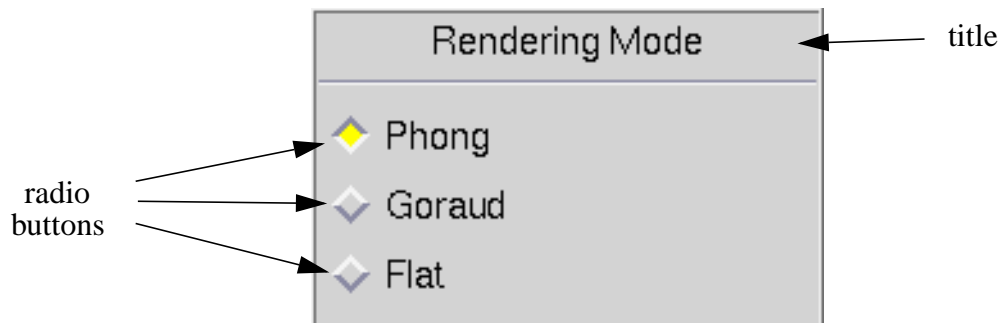 Rendering Mode
title
Phong
radio
buttons
Goraud
Flat